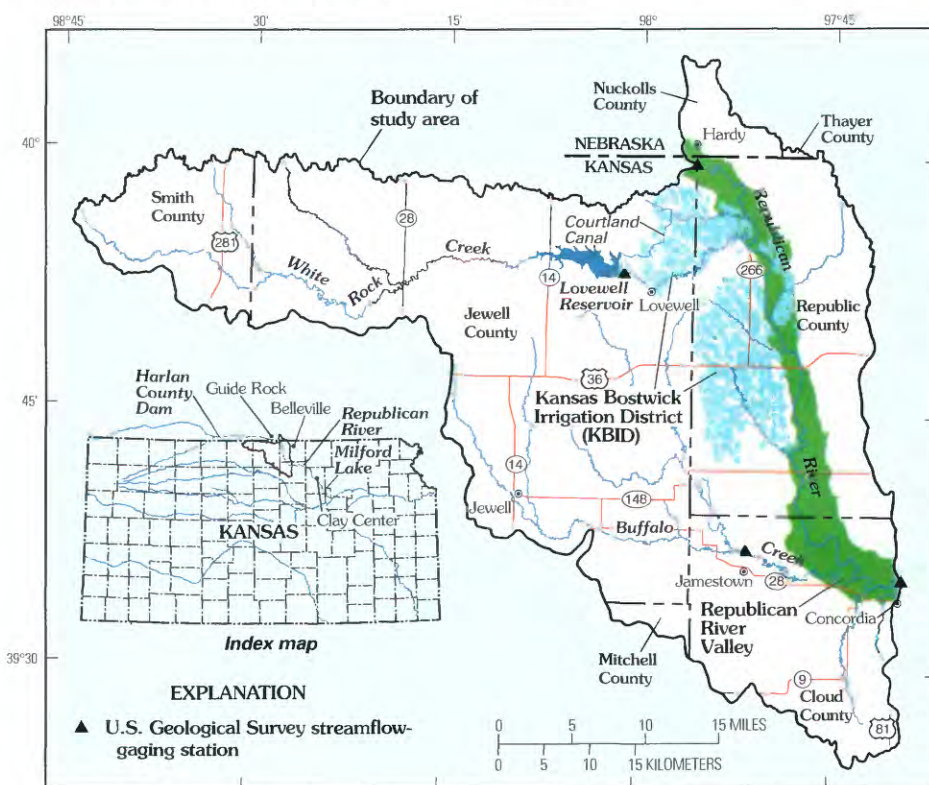 98°45'
30'
15'
98°
97°45'
Nuckolls
County
Boundary of
study area
Thayer
County
Hardy
40°
NEBRASKA
KANSAS
Smith
County
281
28
Courtland
Canal
Republican
White
Rock
Creek
14
Lovewell
Reservoir
Lovewell
266
Republic
County
Jewell
County
36
Kansas Bostwick
Irrigation District
(KBID)
45'
Harlan
County
Dam
Guide Rock
Belleville
Republican
River
Milford
Lake
KANSAS
Clay Center
Index map
14
Jewell
148
River
Buffalo
Creek
Jamestown
28
Republican
River
Valley
Concordia
39°30'
Mitchell
County
9
Cloud
County
81
EXPLANATION
U.S. Geological Survey streamflow-
gaging station
0 5 10 15 MILES
0 5 10 15 KILOMETERS